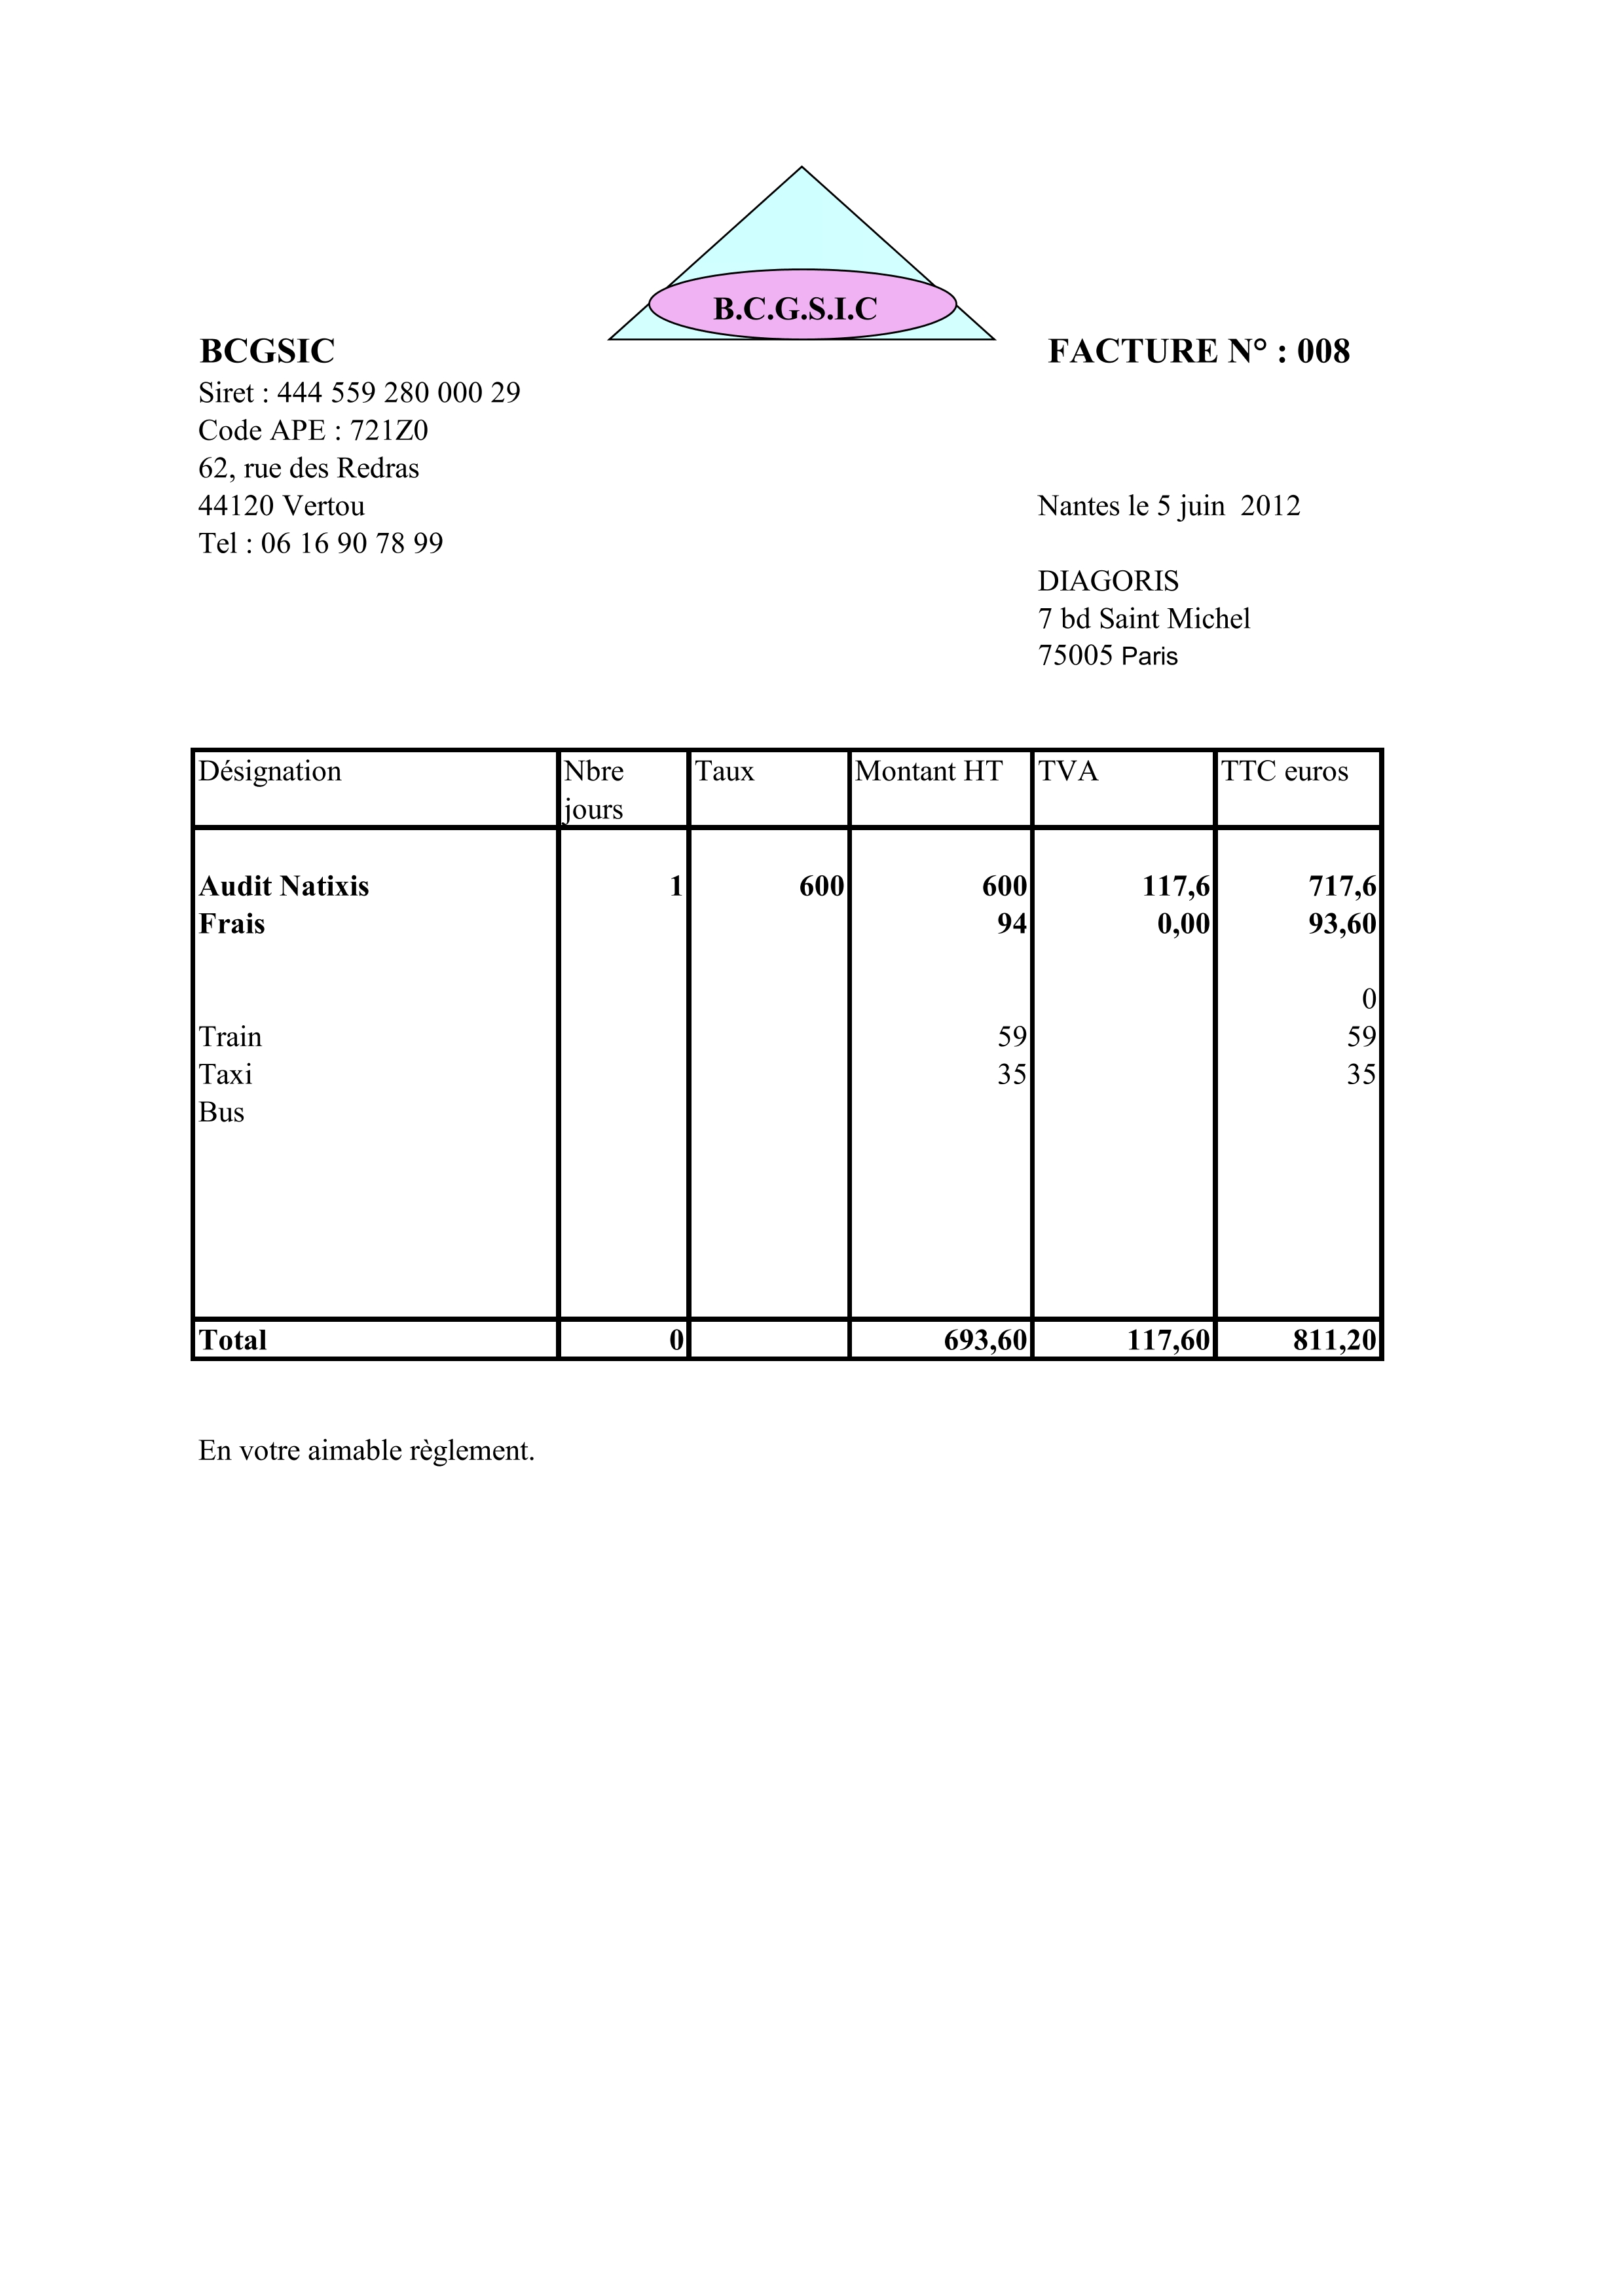 B.C.G.S.I.C
BCGSIC FACTURE N° : 008
Siret : 444 559 280 000 29
Code APE : 721Z0
62, rue des Redras
44120 Vertou Nantes le 5 juin 2012
Tel : 06 16 90 78 99
DIAGORIS
7 bd Saint Michel
75005 Paris
Désignation Nbre jours Taux Montant HT TVA TTC euros
Audit Natixis 1 600 600 117,6 717,6
Frais 94 0,00 93,60
0
Train 59 59
Taxi 35 35
Bus
Total 0 693,60 117,60 811,20
En votre aimable règlement.